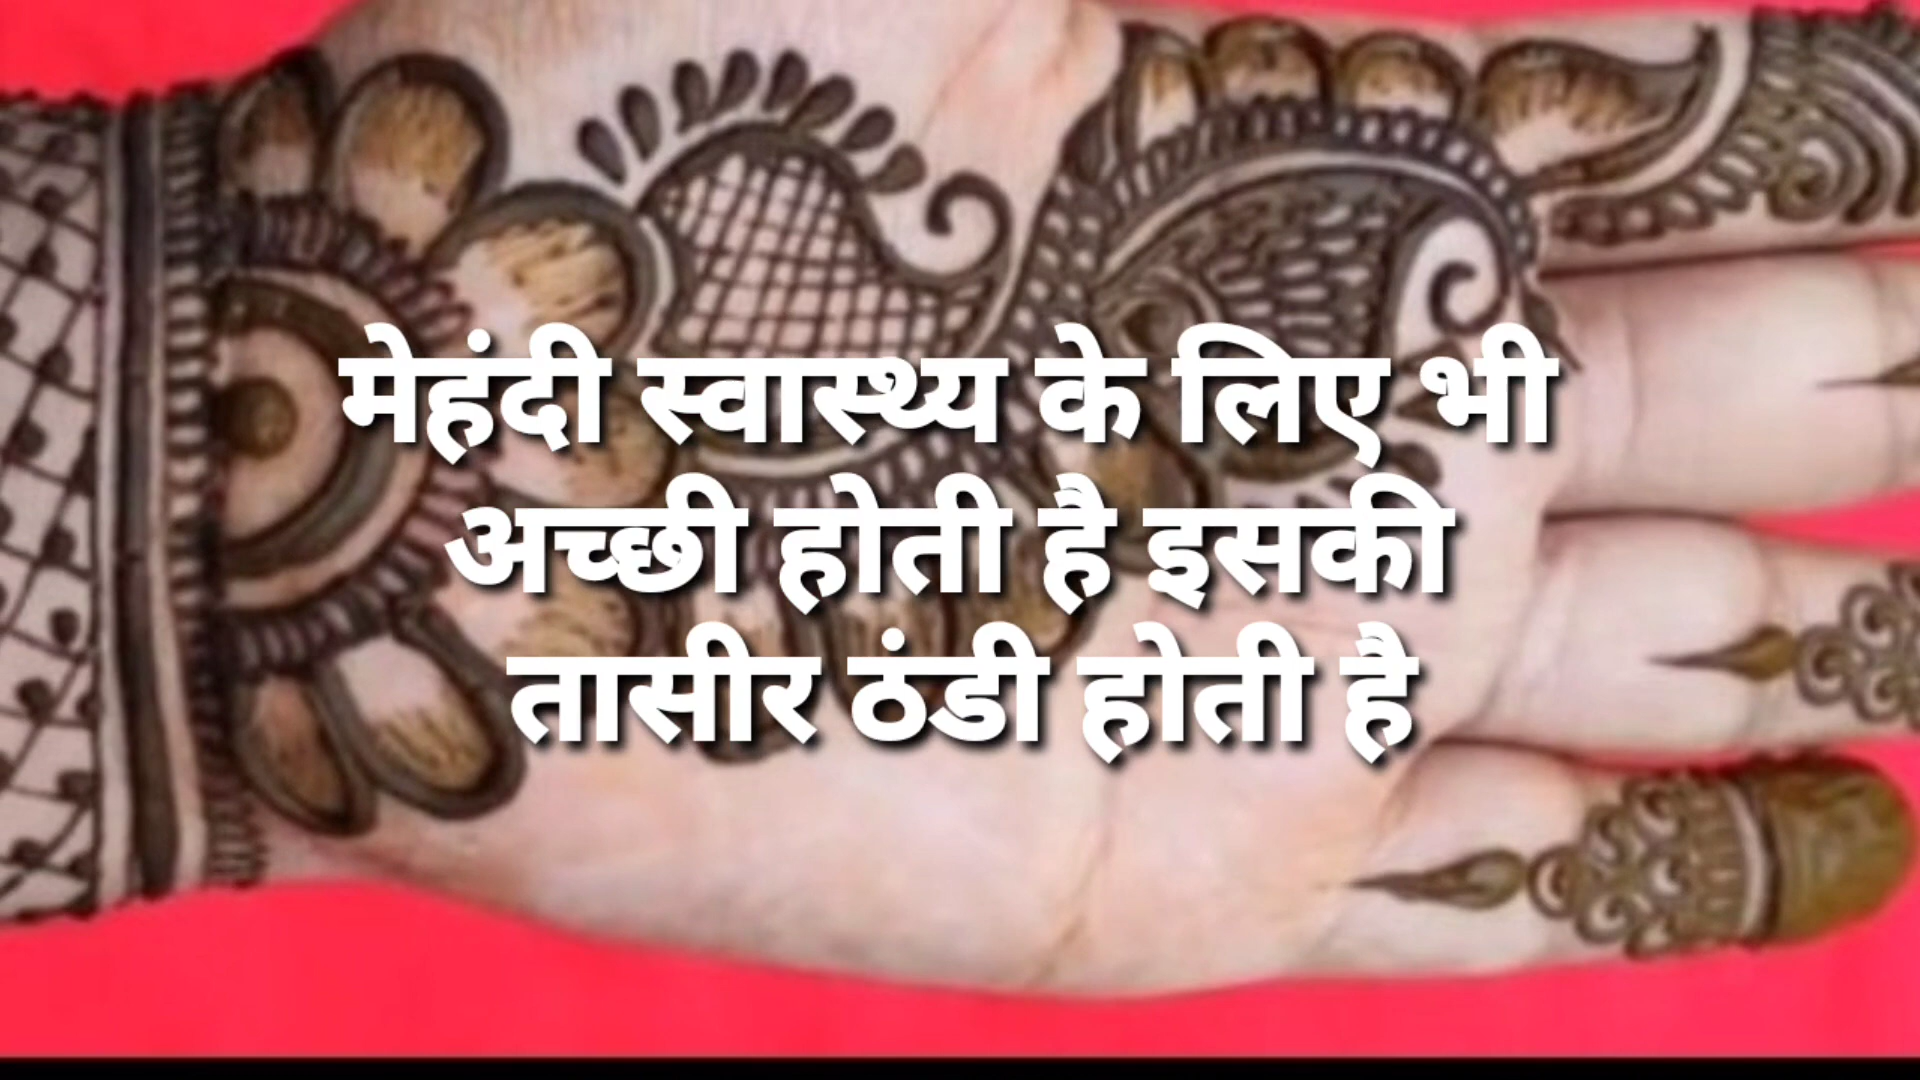 मेहंदी स्वास्थ्य के लिए भी
अच्छी होती है इसकी
तासीर ठंडी होती है